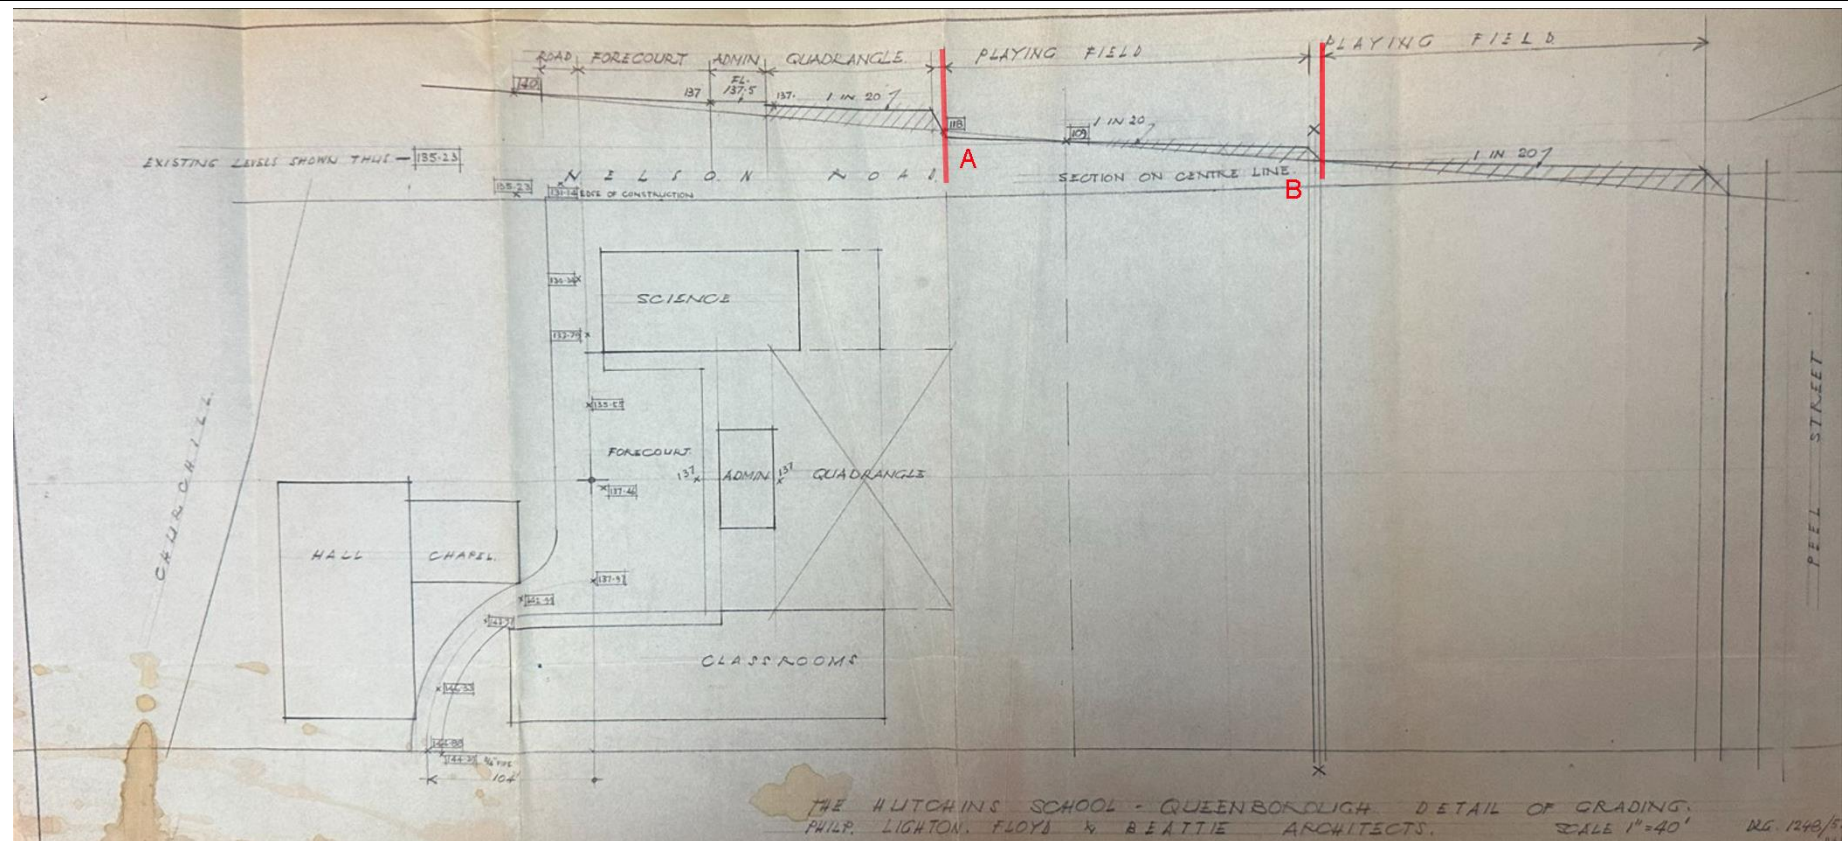 ROAD FORECOURT ADMIN QUADRANGLE PLAYING FIELD PLAYING FIELD
140 137 FL. 137.5 137. 1 IN 20
118 109 1 IN 20
A
1 IN 20
EXISTING LEVELS SHOWN THUS — 135.23
NELSON ROAD
SECTION ON CENTRE LINE
B
135.23
EDGE OF CONSTRUCTION
SCIENCE
FORECOURT
137 ADMIN 137 QUADRANGLE
137.46
CHURCHILL
HALL CHAPEL.
PEEL STREET
137.97
CLASSROOMS
104'
THE HUTCHINS SCHOOL - QUEENBOROUGH DETAIL OF GRADING.
PHILP. LIGHTON. FLOYD & BEATTIE ARCHITECTS. SCALE 1"=40' DRG. 1248/5